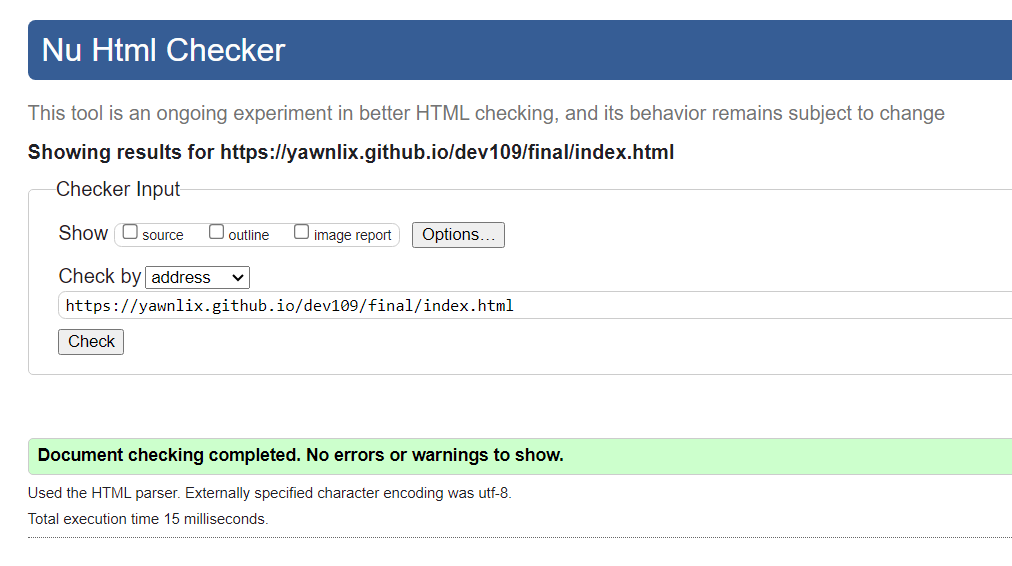 Nu Html Checker
This tool is an ongoing experiment in better HTML checking, and its behavior remains subject to change
Showing results for https://yawnlix.github.io/dev109/final/index.html
Checker Input
Show source outline image report Options...
Check by address
https://yawnlix.github.io/dev109/final/index.html
Check
Document checking completed. No errors or warnings to show.
Used the HTML parser. Externally specified character encoding was utf-8.
Total execution time 15 milliseconds.